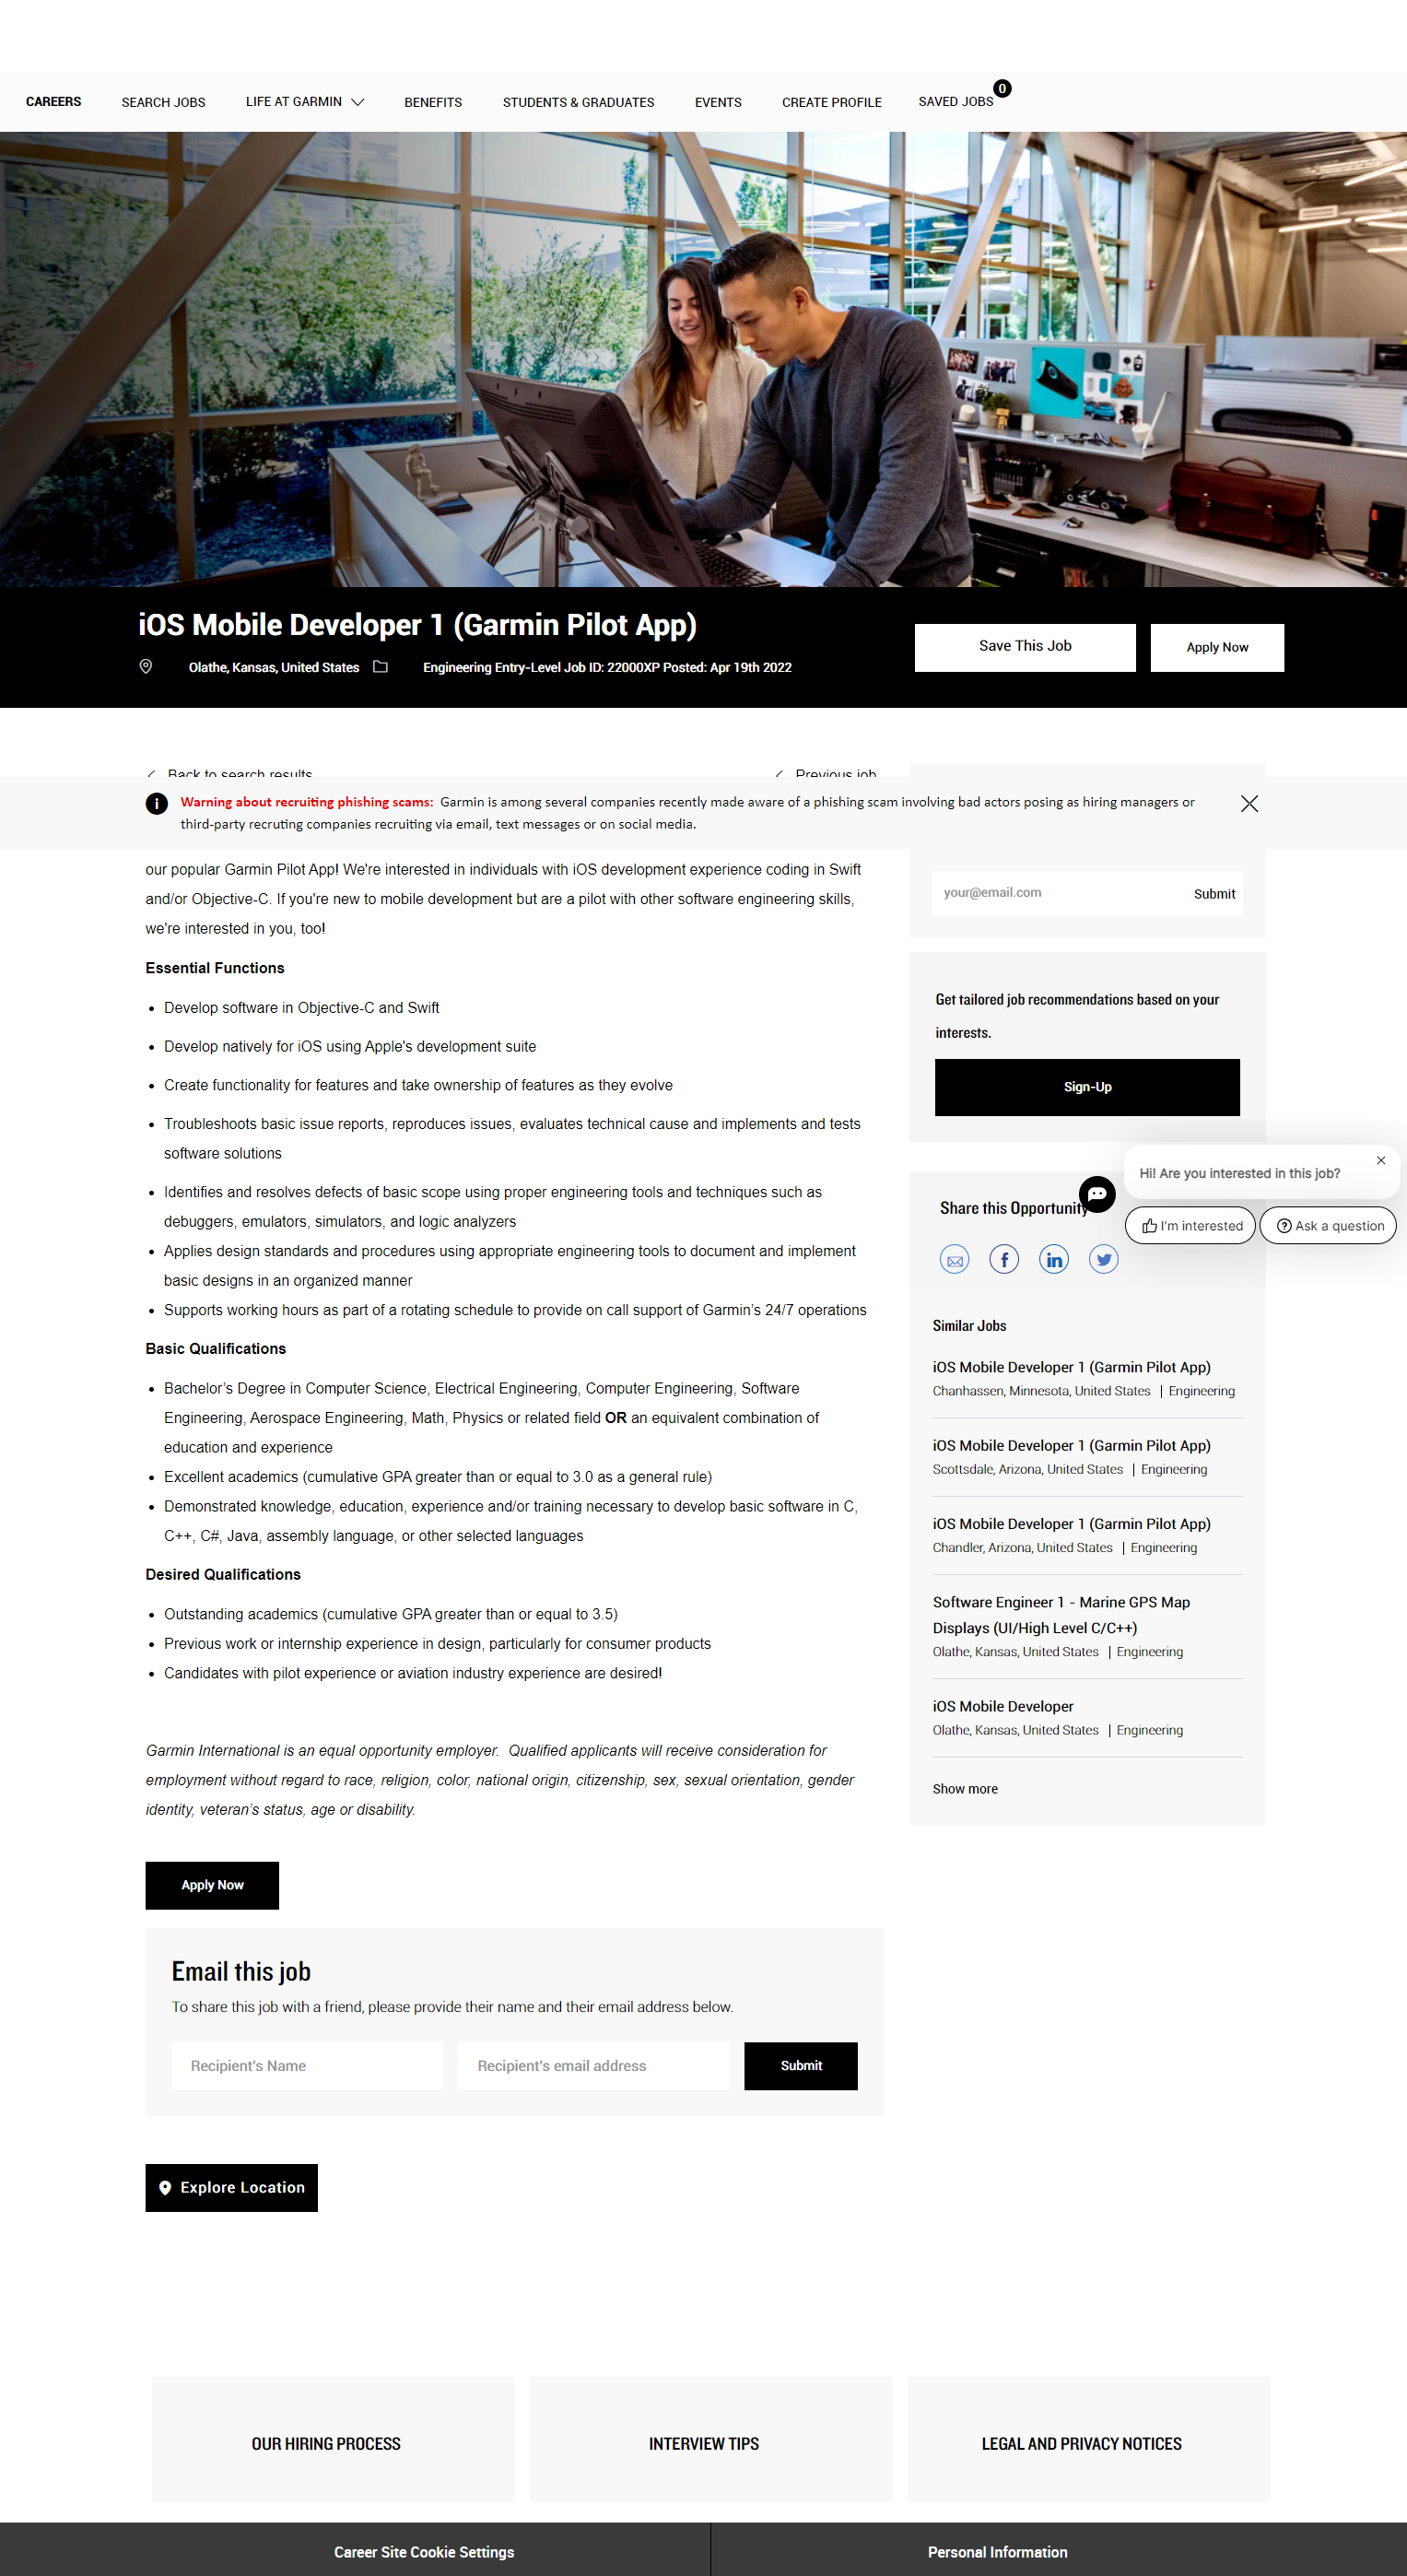 CAREERS SEARCH JOBS LIFE AT GARMIN BENEFITS STUDENTS & GRADUATES EVENTS CREATE PROFILE SAVED JOBS 0
iOS Mobile Developer 1 (Garmin Pilot App)
Olathe, Kansas, United States Engineering Entry-Level Job ID: 22000XP Posted: Apr 19th 2022
Save This Job
Apply Now
Back to search results
Previous job
Warning about recruiting phishing scams: Garmin is among several companies recently made aware of a phishing scam involving bad actors posing as hiring managers or
third-party recruting companies recruiting via email, text messages or on social media.
our popular Garmin Pilot App! We're interested in individuals with iOS development experience coding in Swift
and/or Objective-C. If you're new to mobile development but are a pilot with other software engineering skills,
we're interested in you, too!
Essential Functions
• Develop software in Objective-C and Swift
• Develop natively for iOS using Apple's development suite
• Create functionality for features and take ownership of features as they evolve
• Troubleshoots basic issue reports, reproduces issues, evaluates technical cause and implements and tests
software solutions
• Identifies and resolves defects of basic scope using proper engineering tools and techniques such as
debuggers, emulators, simulators, and logic analyzers
• Applies design standards and procedures using appropriate engineering tools to document and implement
basic designs in an organized manner
• Supports working hours as part of a rotating schedule to provide on call support of Garmin's 24/7 operations
Basic Qualifications
• Bachelor's Degree in Computer Science, Electrical Engineering, Computer Engineering, Software
Engineering, Aerospace Engineering, Math, Physics or related field OR an equivalent combination of
education and experience
• Excellent academics (cumulative GPA greater than or equal to 3.0 as a general rule)
• Demonstrated knowledge, education, experience and/or training necessary to develop basic software in C,
C++, C#, Java, assembly language, or other selected languages
Desired Qualifications
• Outstanding academics (cumulative GPA greater than or equal to 3.5)
• Previous work or internship experience in design, particularly for consumer products
• Candidates with pilot experience or aviation industry experience are desired!
Garmin International is an equal opportunity employer. Qualified applicants will receive consideration for
employment without regard to race, religion, color, national origin, citizenship, sex, sexual orientation, gender
identity, veteran's status, age or disability.
Apply Now
Email this job
To share this job with a friend, please provide their name and their email address below.
Recipient's Name
Recipient's email address
Submit
Explore Location
your@email.com
Submit
Get tailored job recommendations based on your
interests.
Sign-Up
Share this Opportunity
Hi! Are you interested in this job?
I'm interested
Ask a question
Similar Jobs
iOS Mobile Developer 1 (Garmin Pilot App)
Chanhassen, Minnesota, United States | Engineering
iOS Mobile Developer 1 (Garmin Pilot App)
Scottsdale, Arizona, United States | Engineering
iOS Mobile Developer 1 (Garmin Pilot App)
Chandler, Arizona, United States | Engineering
Software Engineer 1 - Marine GPS Map
Displays (UI/High Level C/C++)
Olathe, Kansas, United States | Engineering
iOS Mobile Developer
Olathe, Kansas, United States | Engineering
Show more
OUR HIRING PROCESS
INTERVIEW TIPS
LEGAL AND PRIVACY NOTICES
Career Site Cookie Settings
Personal Information